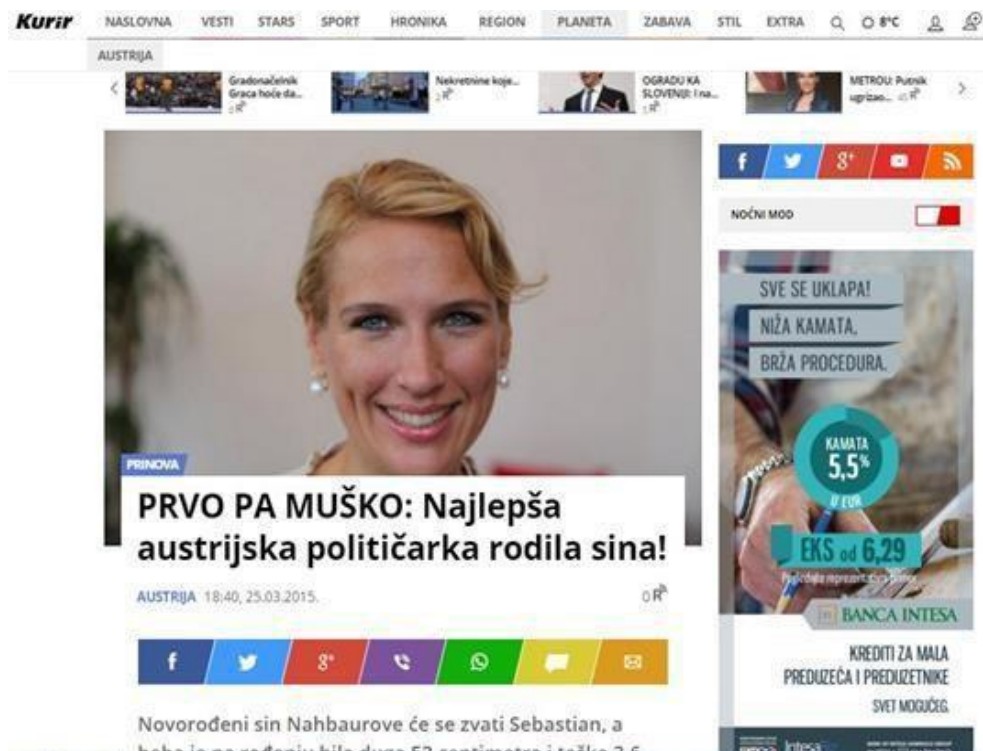 Kurir NASLOVNA VESTI STARS SPORT HRONIKA REGION PLANETA ZABAVA STIL EXTRA 8°C
AUSTRIJA
Gradonačelnik
Graca hoće da...
Nekretnine koje...
OGRADU KA
SLOVENIJI: I na...
METROU: Putnik
ugrizao...
NOĆNI MOD
PRINOVA
PRVO PA MUŠKO: Najlepša
austrijska političarka rodila sina!
AUSTRIJA 18:40, 25.03.2015.
0
Novorođeni sin Nahbaurove će se zvati Sebastian, a
SVE SE UKLAPA!
NIŽA KAMATA,
BRŽA PROCEDURA.
KAMATA
5,5%
U EUR
EKS od 6,29
Pogledajte reprezentativni primer
BANCA INTESA
KREDITI ZA MALA
PREDUZEĆA I PREDUZETNIKE
SVET MOGUĆEG.